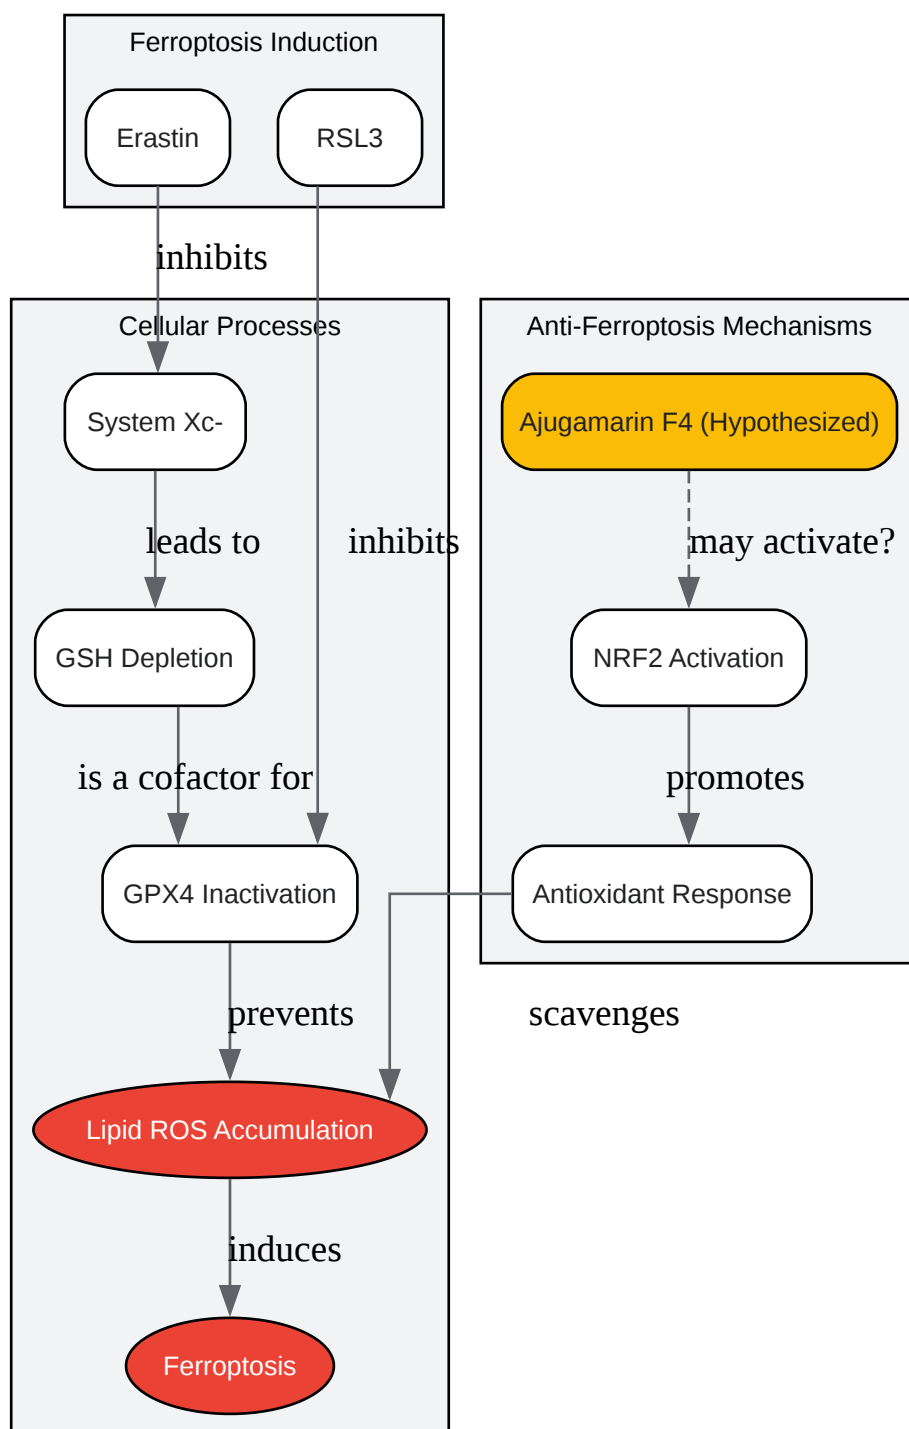 Ferroptosis Induction
Erastin
RSL3
inhibits
Cellular Processes
Anti-Ferroptosis Mechanisms
System Xc-
Ajugamarin F4 (Hypothesized)
leads to
inhibits
may activate?
GSH Depletion
NRF2 Activation
is a cofactor for
promotes
GPX4 Inactivation
Antioxidant Response
prevents
scavenges
Lipid ROS Accumulation
induces
Ferroptosis